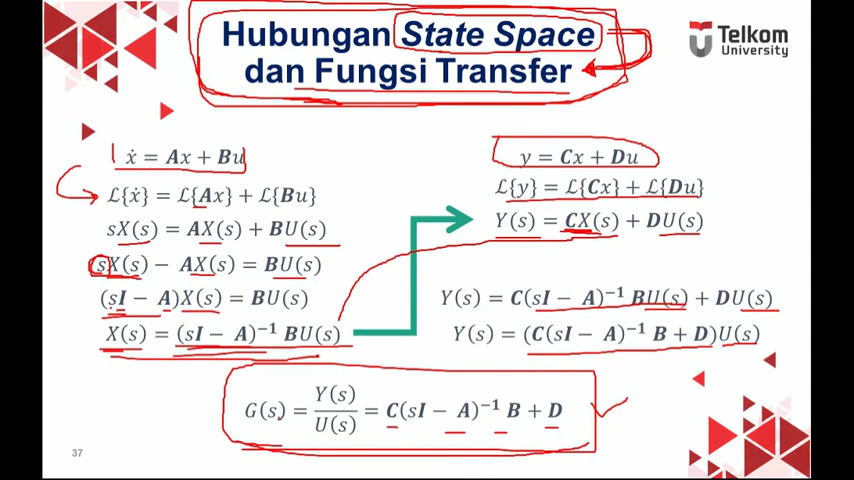 Hubungan State Space
dan Fungsi Transfer
Telkom
University
ẋ = Ax + Bu
ℒ{ẋ} = ℒ{Ax} + ℒ{Bu}
sX(s) = AX(s) + BU(s)
sX(s) − AX(s) = BU(s)
(sI − A)X(s) = BU(s)
X(s) = (sI − A)⁻¹ BU(s)
y = Cx + Du
ℒ{y} = ℒ{Cx} + ℒ{Du}
Y(s) = CX(s) + DU(s)
Y(s) = C(sI − A)⁻¹ BU(s) + DU(s)
Y(s) = (C(sI − A)⁻¹ B + D)U(s)
G(s) = Y(s)/U(s) = C(sI − A)⁻¹ B + D
37